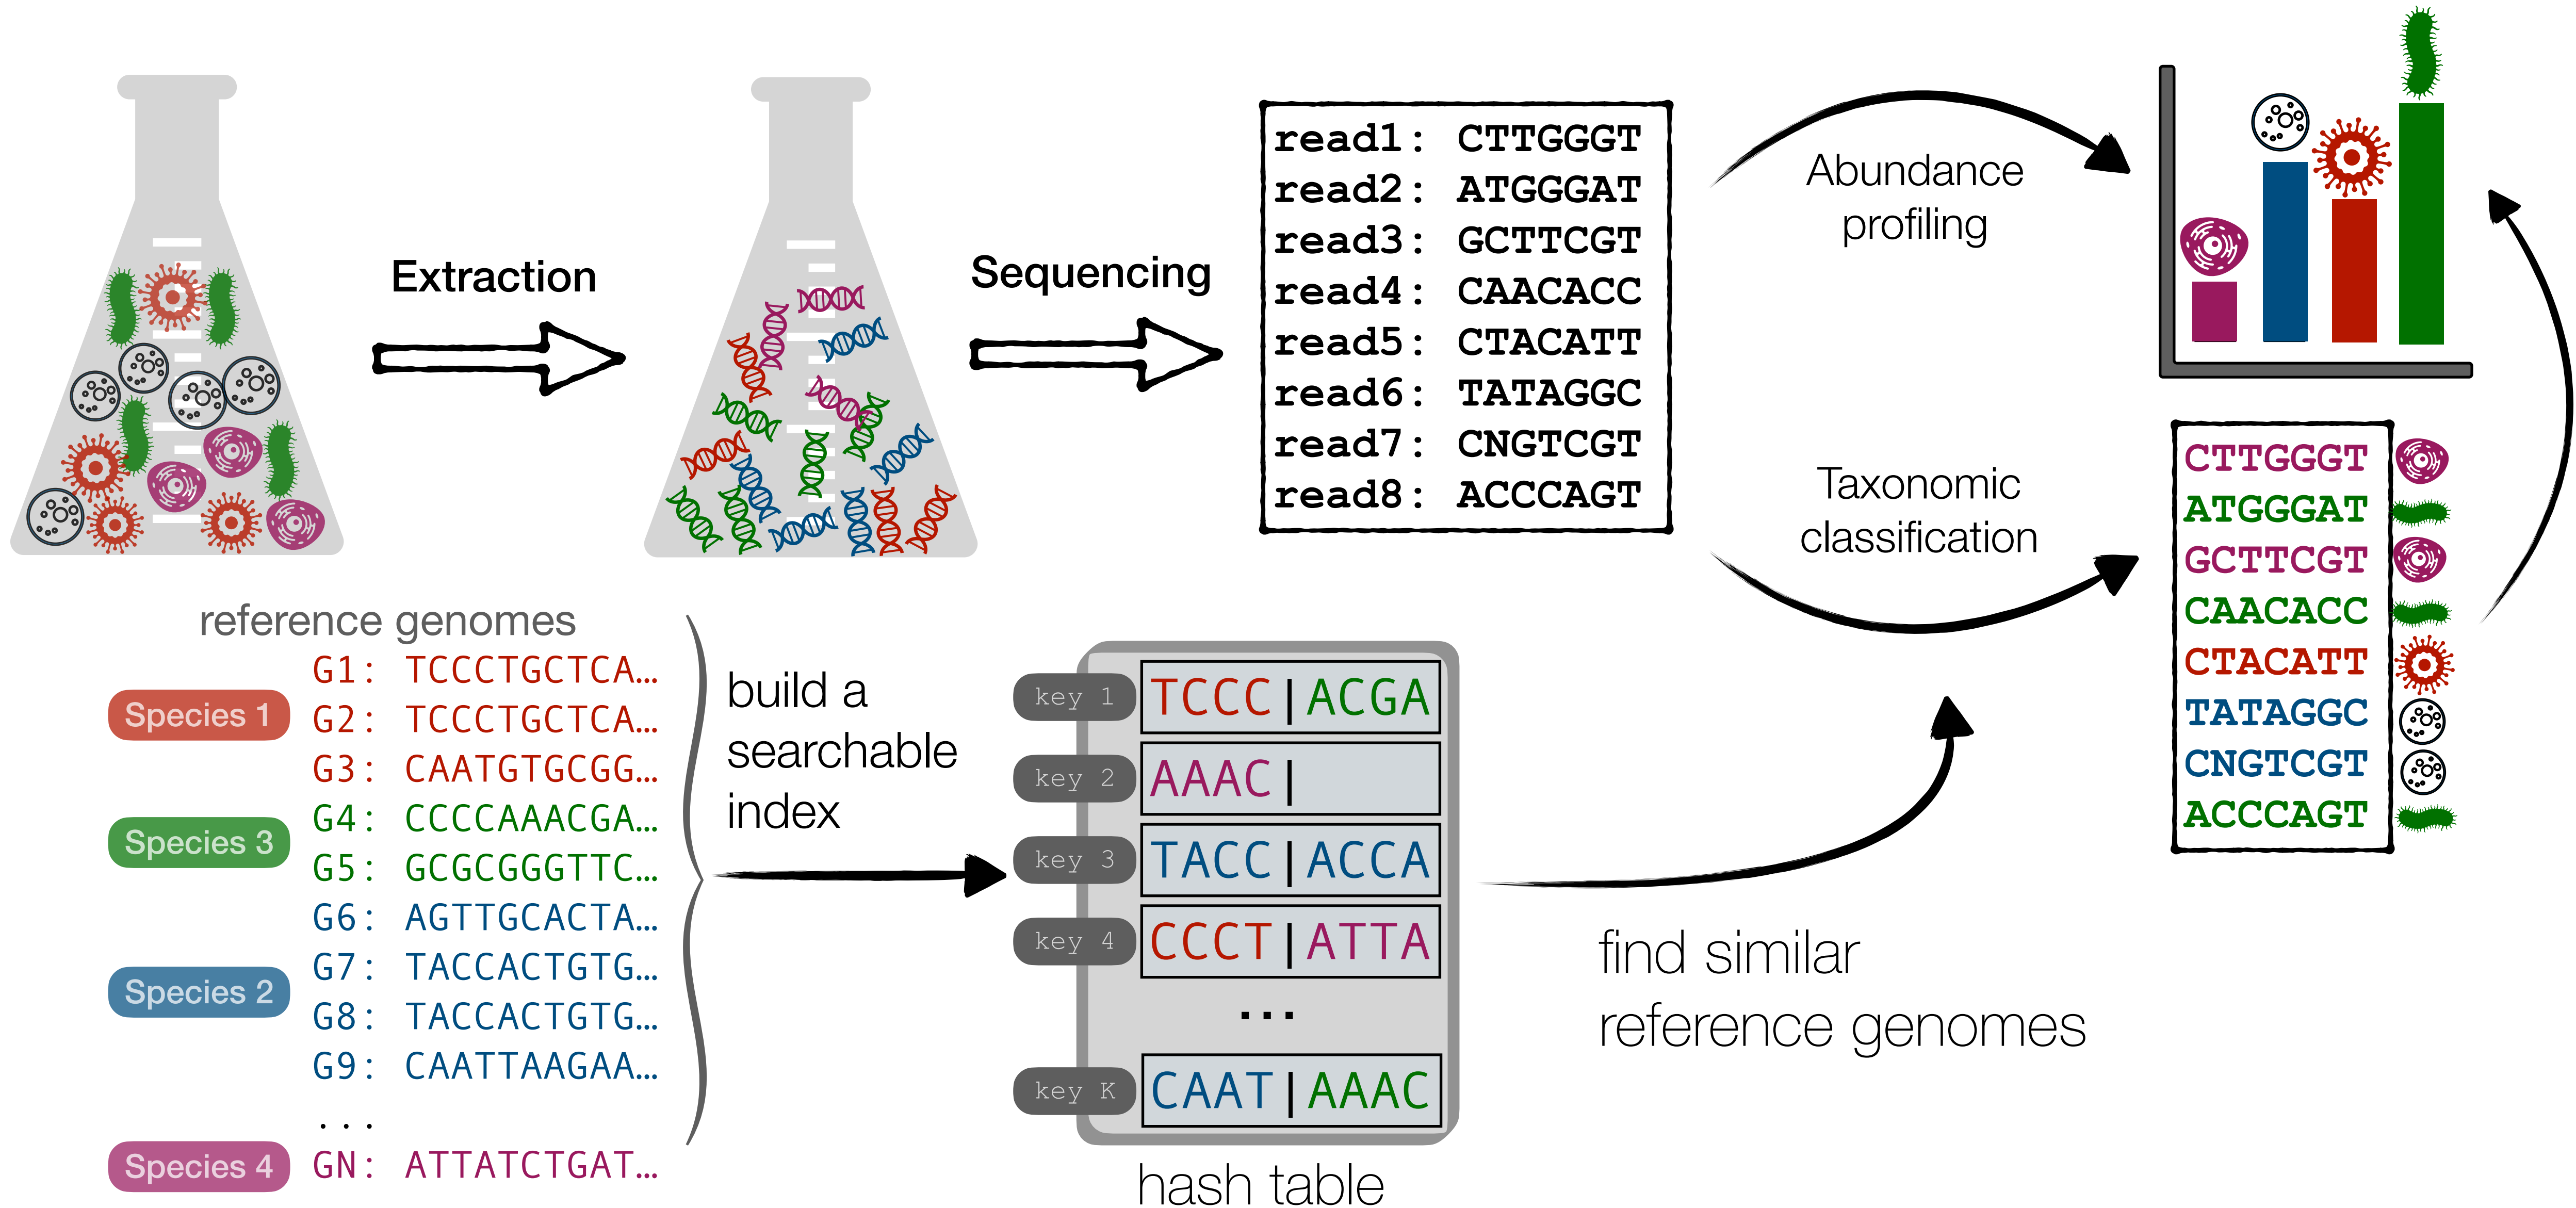 Extraction
Sequencing
read1: CTTGGGT
read2: ATGGGAT
read3: GCTTCGT
read4: CAACACC
read5: CTACATT
read6: TATAGGC
read7: CNGTCGT
read8: ACCCAGT
Abundance
profiling
Taxonomic
classification
CTTGGGT
ATGGGAT
GCTTCGT
CAACACC
CTACATT
TATAGGC
CNGTCGT
ACCCAGT
reference genomes
Species 1
G1: TCCCTGCTCA...
G2: TCCCTGCTCA...
G3: CAATGTGCGG...
Species 3
G4: CCCCAAACGA...
G5: GCGCGGGTTC...
Species 2
G6: AGTTGCACTA...
G7: TACCACTGTG...
G8: TACCACTGTG...
G9: CAATTAAGAA...
...
Species 4
GN: ATTATCTGAT...
build a
searchable
index
key 1 TCCC|ACGA
key 2 AAAC|
key 3 TACC|ACCA
key 4 CCCT|ATTA
...
key K CAAT|AAAC
hash table
find similar
reference genomes